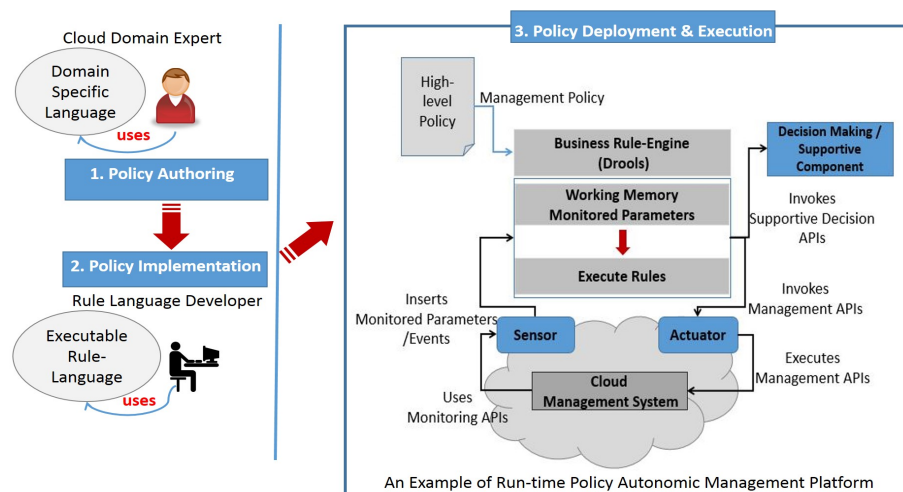 Cloud Domain Expert
Domain
Specific
Language
uses
1. Policy Authoring
2. Policy Implementation
Rule Language Developer
Executable
Rule-
Language
uses
3. Policy Deployment & Execution
High-
level
Policy
Management Policy
Business Rule-Engine
(Drools)
Decision Making /
Supportive
Component
Working Memory
Monitored Parameters
Execute Rules
Invokes
Supportive Decision
APIs
Inserts
Monitored Parameters
/Events
Invokes
Management APIs
Sensor
Actuator
Executes
Management APIs
Cloud
Management System
Uses
Monitoring APIs
An Example of Run-time Policy Autonomic Management Platform